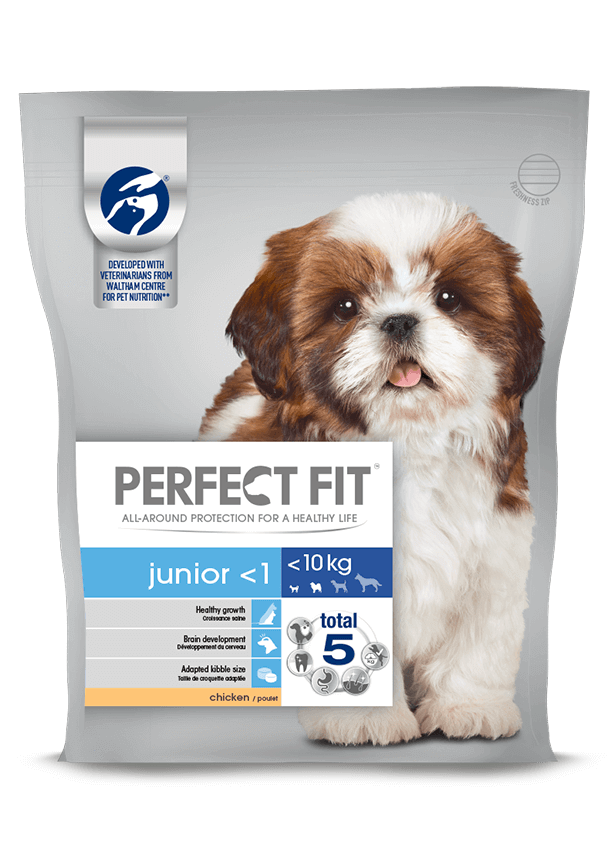 ®
FRESHNESS ZIP
DEVELOPED WITH
VETERINARIANS FROM
WALTHAM CENTRE
FOR PET NUTRITION**
PERFECT FIT™
ALL-AROUND PROTECTION FOR A HEALTHY LIFE
junior <1
<10kg
Healthy growth
Croissance saine
Brain development
Développement du cerveau
Adapted kibble size
Taille de croquette adaptée
total
5
KG
chicken / poulet